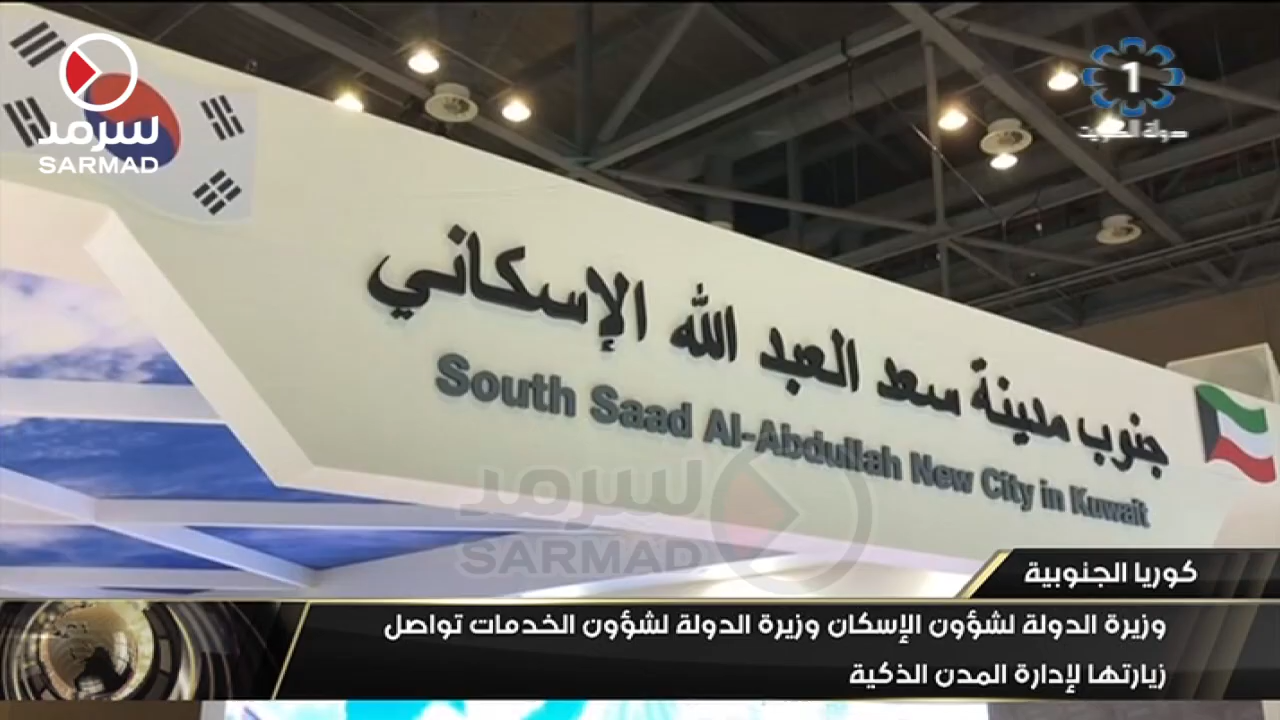 سرمد
SARMAD
1
دولة الكويت
جنوب مدينة سعد العبد الله الإسكاني
South Saad Al-Abdullah New City in Kuwait
سرمد
SARMAD
كوريا الجنوبية
وزيرة الدولة لشؤون الإسكان وزيرة الدولة لشؤون الخدمات تواصل
زيارتها لإدارة المدن الذكية